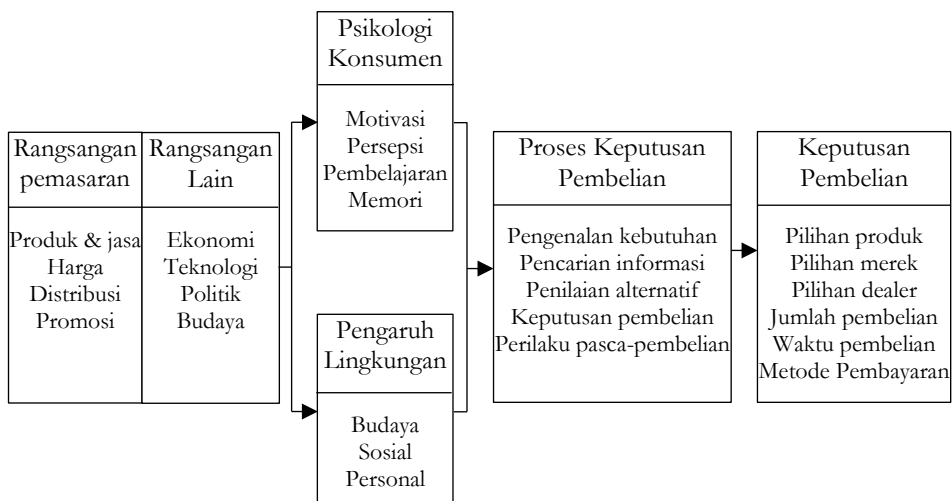 Rangsangan
pemasaran
Produk & jasa
Harga
Distribusi
Promosi
Rangsangan
Lain
Ekonomi
Teknologi
Politik
Budaya
Psikologi
Konsumen
Motivasi
Persepsi
Pembelajaran
Memori
Pengaruh
Lingkungan
Budaya
Sosial
Personal
Proses Keputusan
Pembelian
Pengenalan kebutuhan
Pencarian informasi
Penilaian alternatif
Keputusan pembelian
Perilaku pasca-pembelian
Keputusan
Pembelian
Pilihan produk
Pilihan merek
Pilihan dealer
Jumlah pembelian
Waktu pembelian
Metode Pembayaran